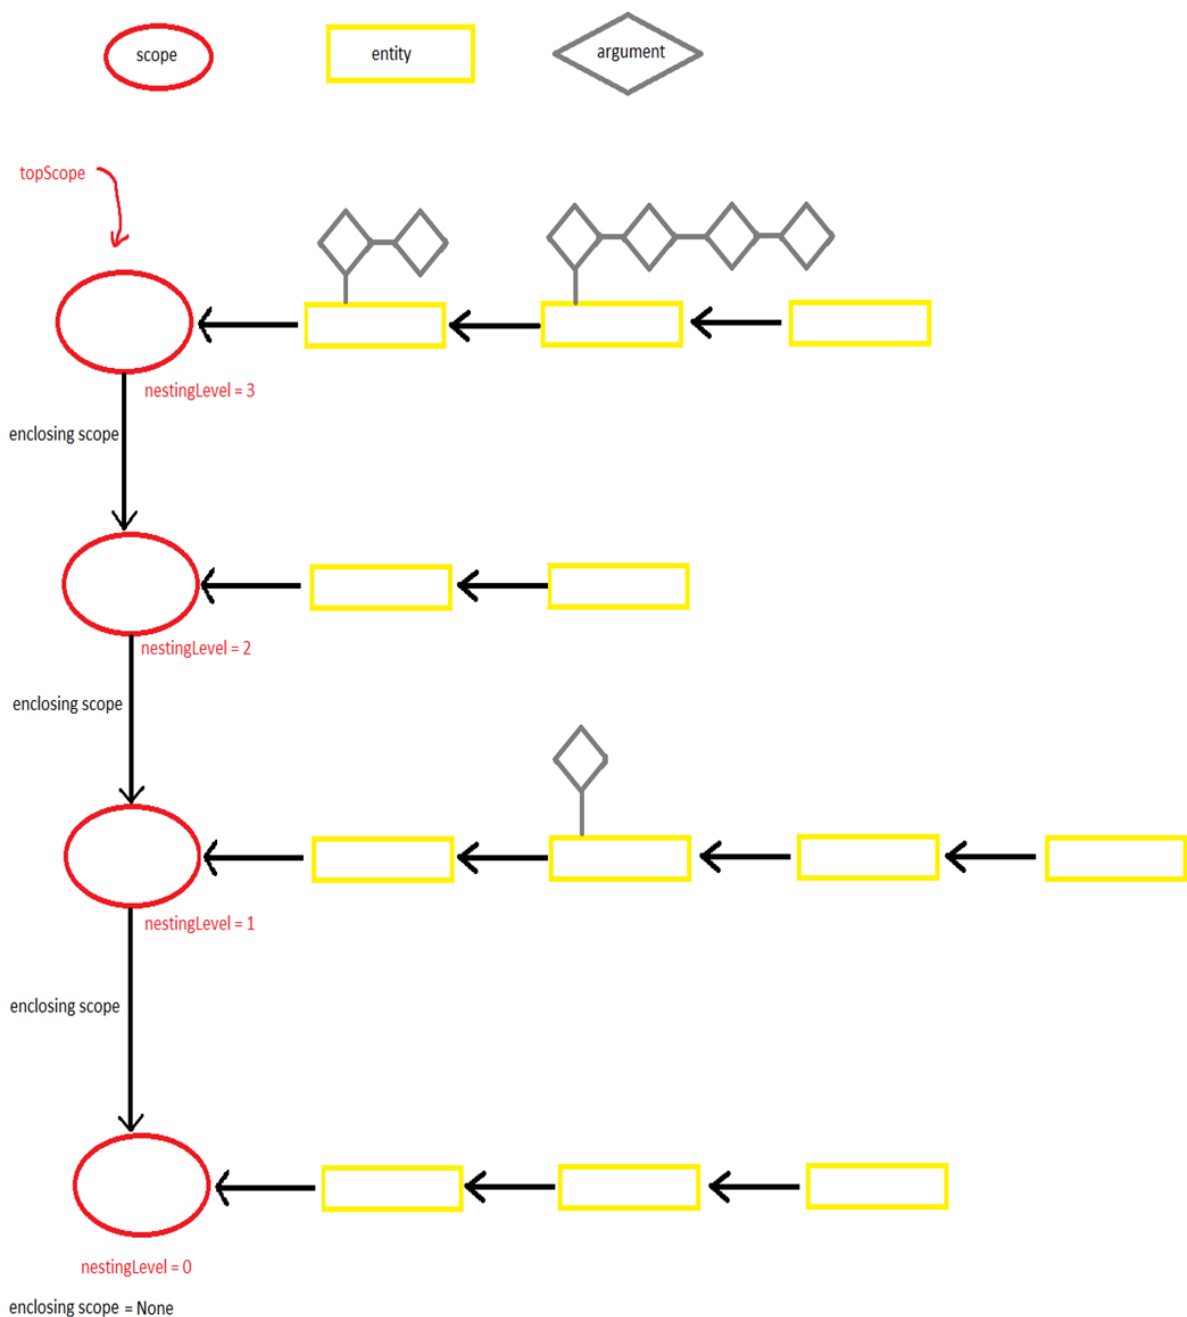 scope
entity
argument
topScope
nestingLevel = 3
enclosing scope
nestingLevel = 2
enclosing scope
nestingLevel = 1
enclosing scope
nestingLevel = 0
enclosing scope = None